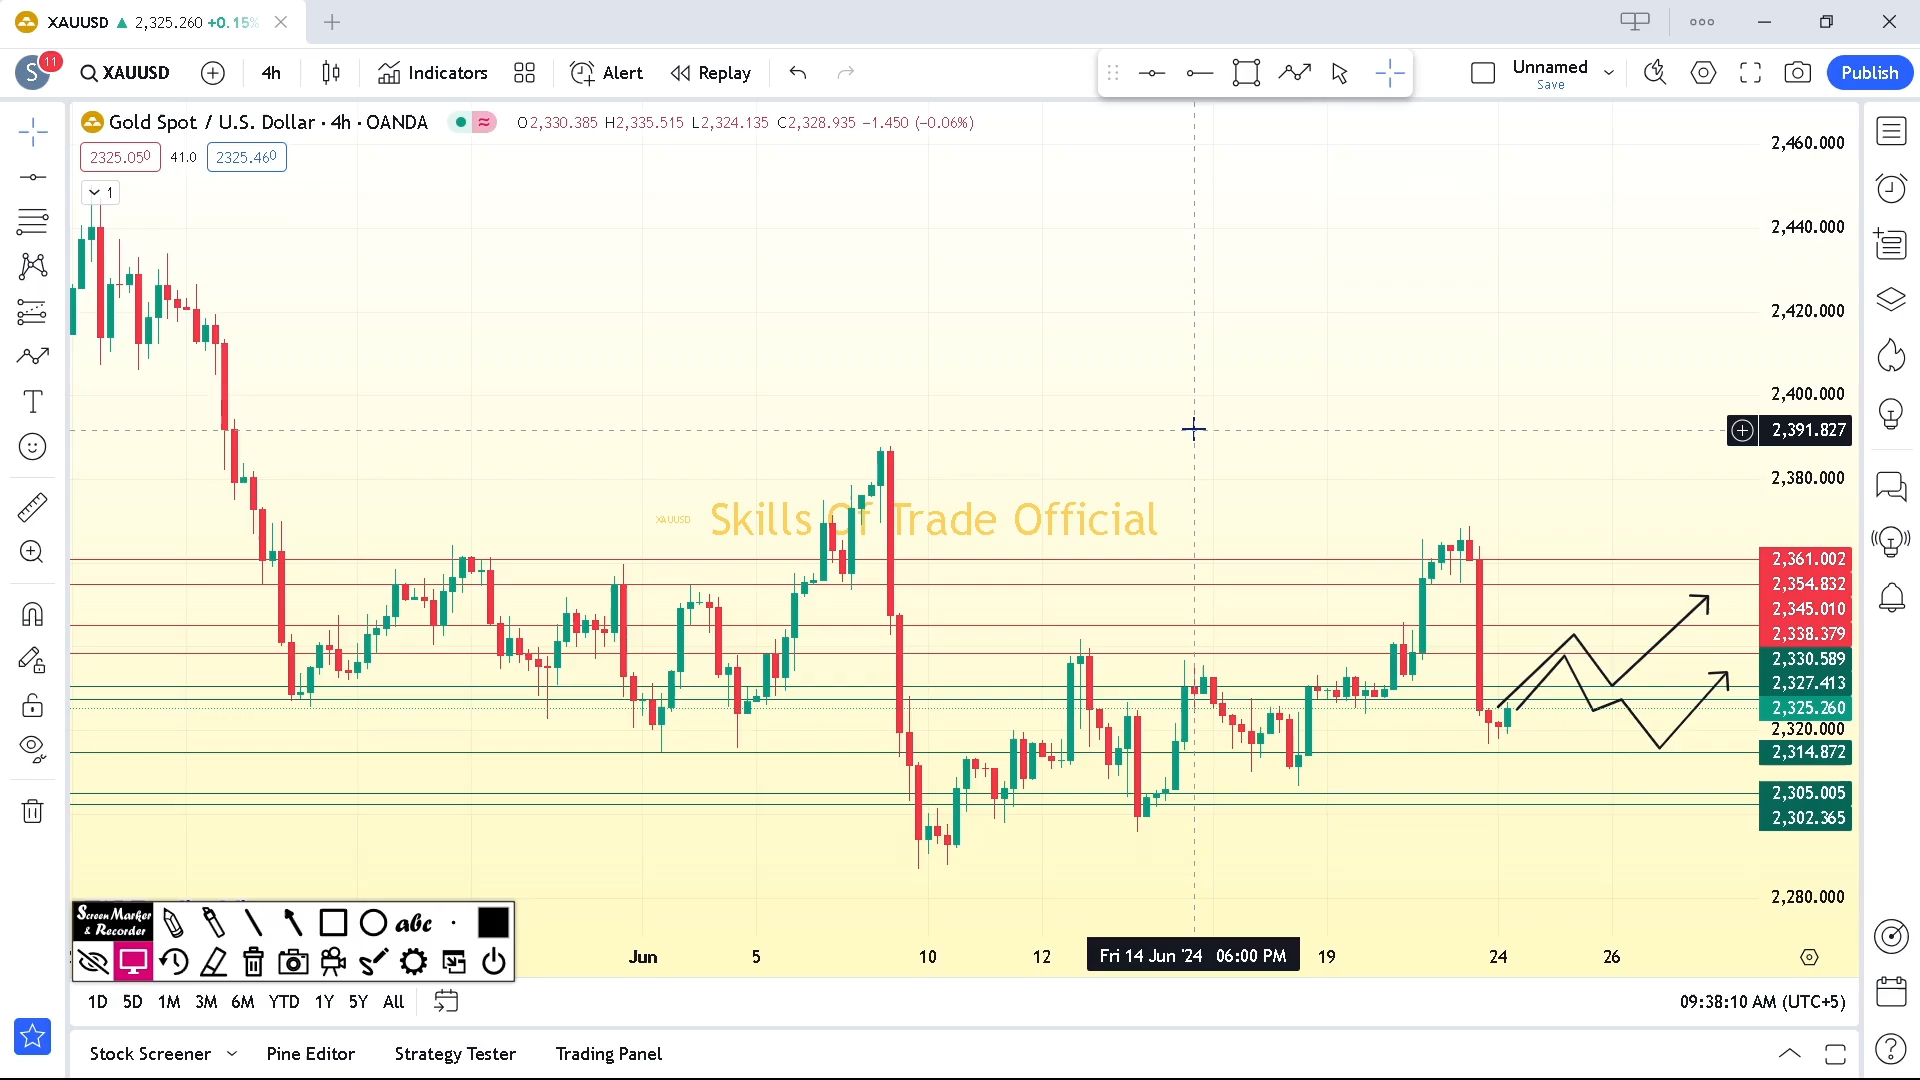 XAUUSD ▲ 2,325.260 +0.15%
S 11 XAUUSD 4h Indicators Alert Replay Unnamed Save Publish
Gold Spot / U.S. Dollar · 4h · OANDA O2,330.385 H2,335.515 L2,324.135 C2,328.935 −1.450 (−0.06%)
2325.050 41.0 2325.460
1
2,460.000
2,440.000
2,420.000
2,400.000
2,391.827
2,380.000
XAUUSD Skills Of Trade Official
2,361.002
2,354.832
2,345.010
2,338.379
2,330.589
2,327.413
2,325.260
2,320.000
2,314.872
2,305.005
2,302.365
2,280.000
Screen Marker & Recorder abc
Jun 5 10 12 Fri 14 Jun '24 06:00 PM 19 24 26
1D 5D 1M 3M 6M YTD 1Y 5Y All 09:38:10 AM (UTC+5)
Stock Screener Pine Editor Strategy Tester Trading Panel